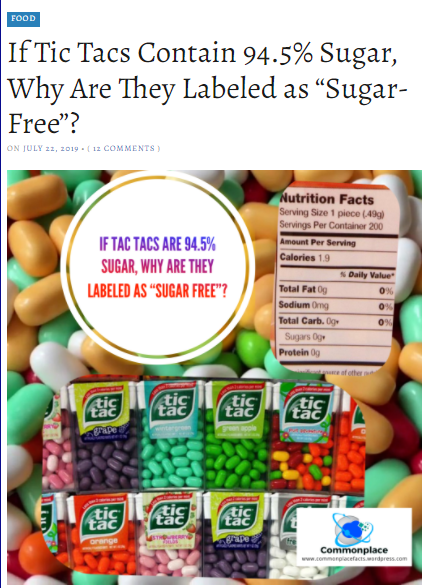 FOOD
If Tic Tacs Contain 94.5% Sugar,
Why Are They Labeled as “Sugar-
Free”?
ON JULY 22, 2019 • ( 12 COMMENTS )
IF TAC TACS ARE 94.5%
SUGAR, WHY ARE THEY
LABELED AS “SUGAR FREE”?
Nutrition Facts
Serving Size 1 piece (.49g)
Servings Per Container 200
Amount Per Serving
Calories 1.9
% Daily Value*
Total Fat 0g 0%
Sodium 0mg 0%
Total Carb. 0g* 0%
Sugars 0g*
Protein 0g
source of other
tic tac
grape
tic tac
wintergreen
tic tac
green apple
tic tac
tic tac
orange
tic tac
STRAWBERRY
FIELDS
tic tac
grape
tic tac
Commonplace
www.commonplacefacts.wordpress.com